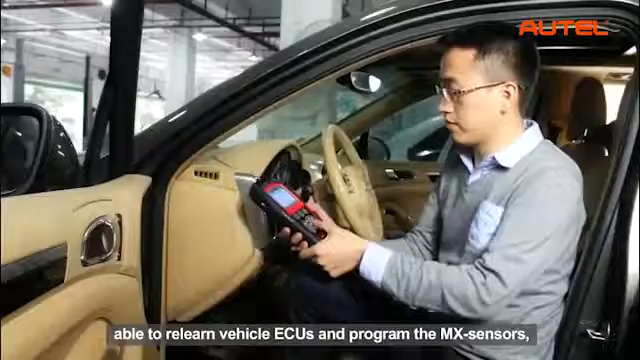 AUTEL
able to relearn vehicle ECUs and program the MX-sensors,